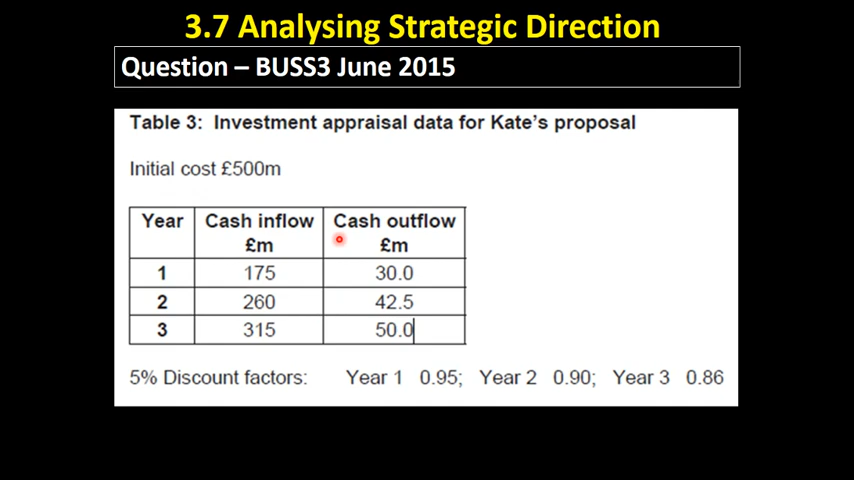 3.7 Analysing Strategic Direction
Question – BUSS3 June 2015
Table 3: Investment appraisal data for Kate's proposal
Initial cost £500m
Year Cash inflow £m Cash outflow £m
1 175 30.0
2 260 42.5
3 315 50.0
5% Discount factors: Year 1 0.95; Year 2 0.90; Year 3 0.86